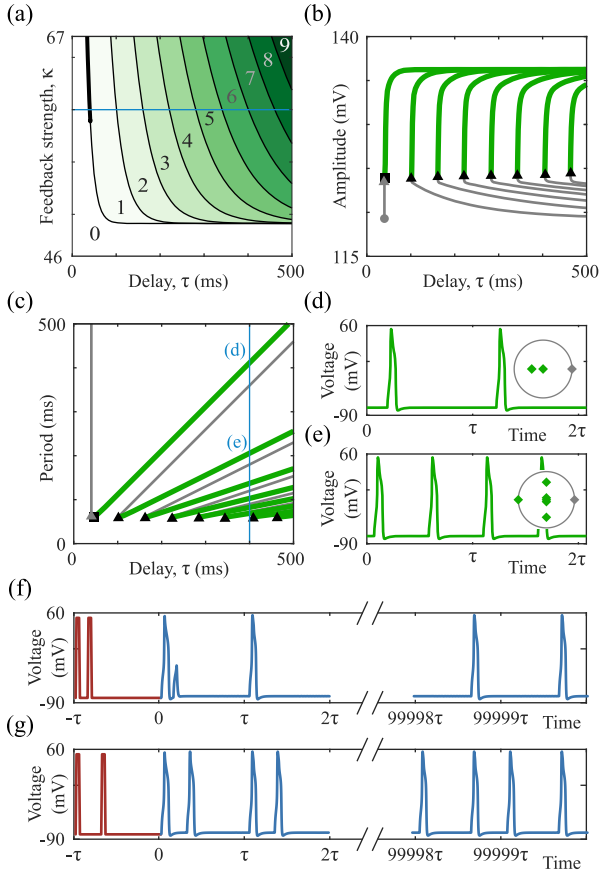 (a)
67
Feedback strength, κ
46
0
1
2
3
4
5
6
7
8
9
0
500
Delay, τ (ms)
(b)
140
Amplitude (mV)
115
0
500
Delay, τ (ms)
(c)
500
Period (ms)
0
(d)
(e)
0
500
Delay, τ (ms)
(d)
60
Voltage
(mV)
-90
0
τ
Time
2τ
(e)
60
Voltage
(mV)
-90
0
τ
Time
2τ
(f)
60
Voltage
(mV)
-90
-τ
0
τ
2τ
99998τ
99999τ
Time
(g)
60
Voltage
(mV)
-90
-τ
0
τ
2τ
99998τ
99999τ
Time